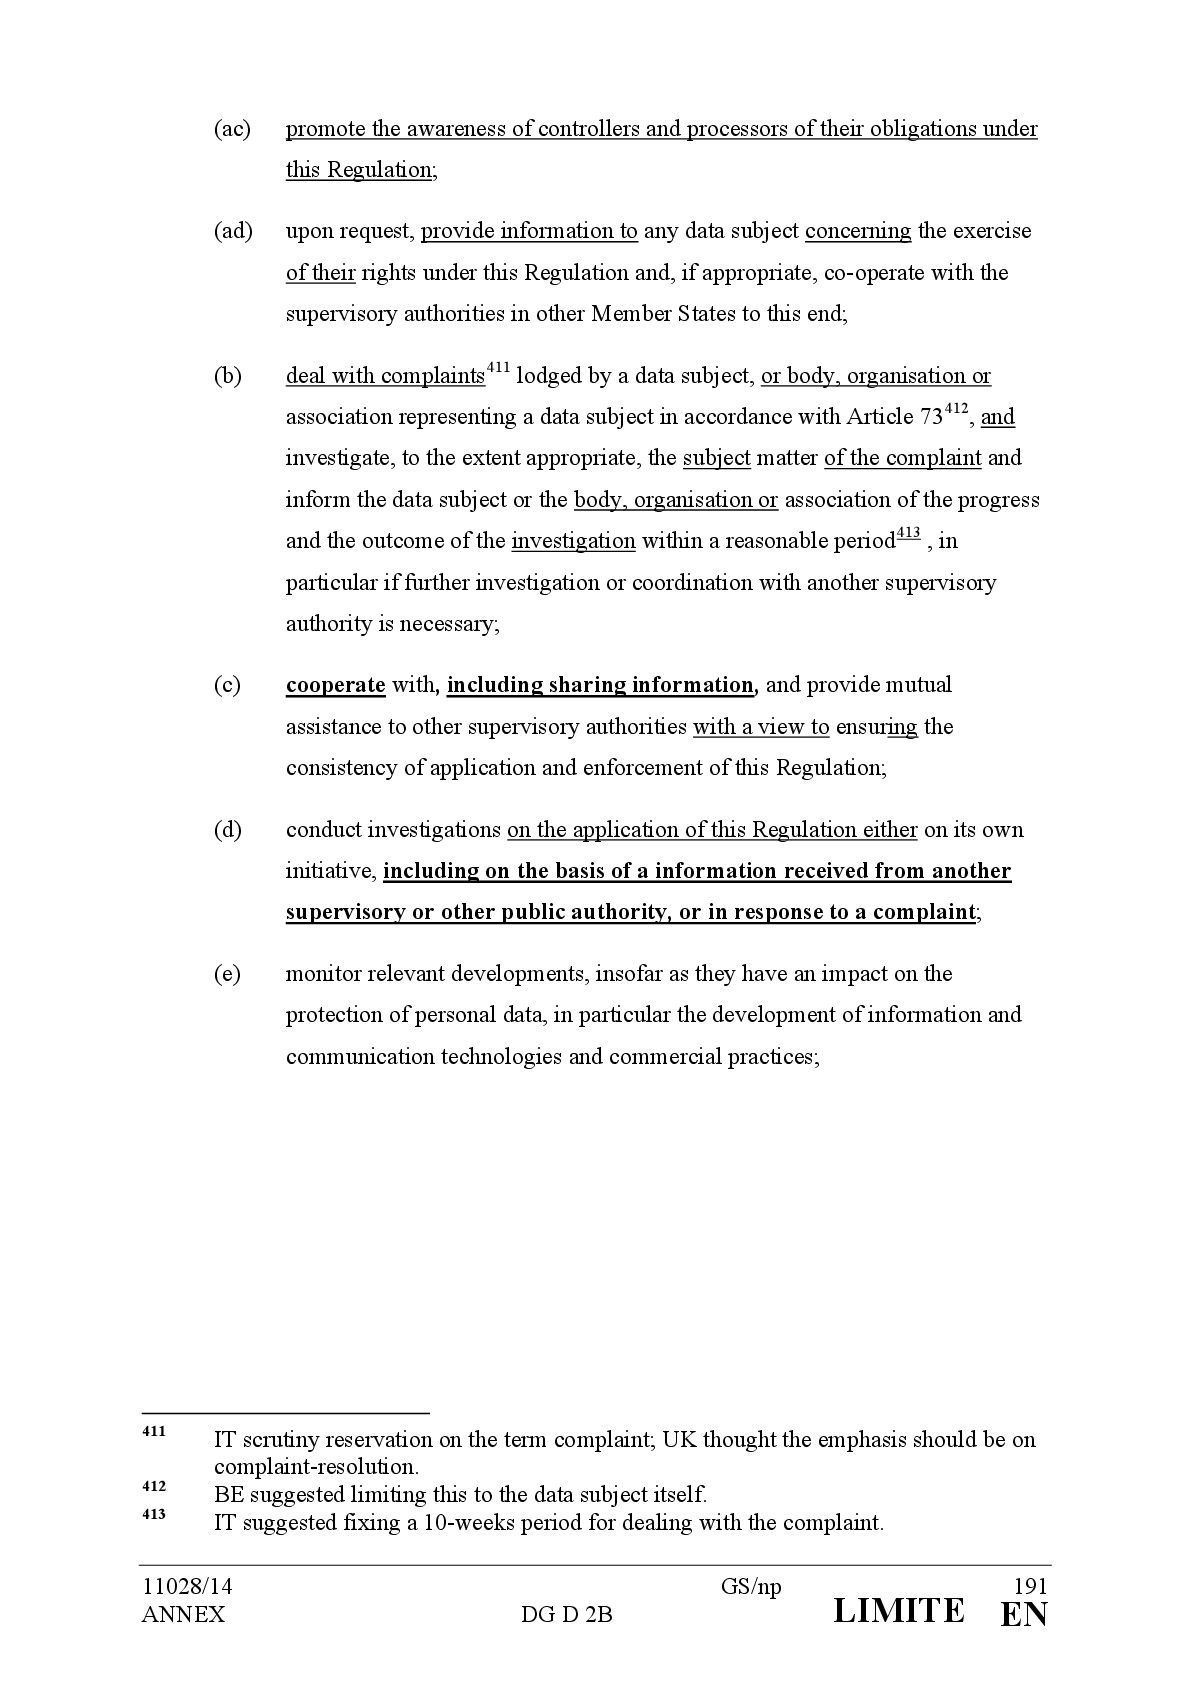 (ac) promote the awareness of controllers and processors of their obligations under
this Regulation;
(ad) upon request, provide information to any data subject concerning the exercise
of their rights under this Regulation and, if appropriate, co-operate with the
supervisory authorities in other Member States to this end;
(b) deal with complaints411 lodged by a data subject, or body, organisation or
association representing a data subject in accordance with Article 73412, and
investigate, to the extent appropriate, the subject matter of the complaint and
inform the data subject or the body, organisation or association of the progress
and the outcome of the investigation within a reasonable period413 , in
particular if further investigation or coordination with another supervisory
authority is necessary;
(c) cooperate with, including sharing information, and provide mutual
assistance to other supervisory authorities with a view to ensuring the
consistency of application and enforcement of this Regulation;
(d) conduct investigations on the application of this Regulation either on its own
initiative, including on the basis of a information received from another
supervisory or other public authority, or in response to a complaint;
(e) monitor relevant developments, insofar as they have an impact on the
protection of personal data, in particular the development of information and
communication technologies and commercial practices;
411 IT scrutiny reservation on the term complaint; UK thought the emphasis should be on
complaint-resolution.
412 BE suggested limiting this to the data subject itself.
413 IT suggested fixing a 10-weeks period for dealing with the complaint.
11028/14 GS/np 191
ANNEX DG D 2B LIMITE EN